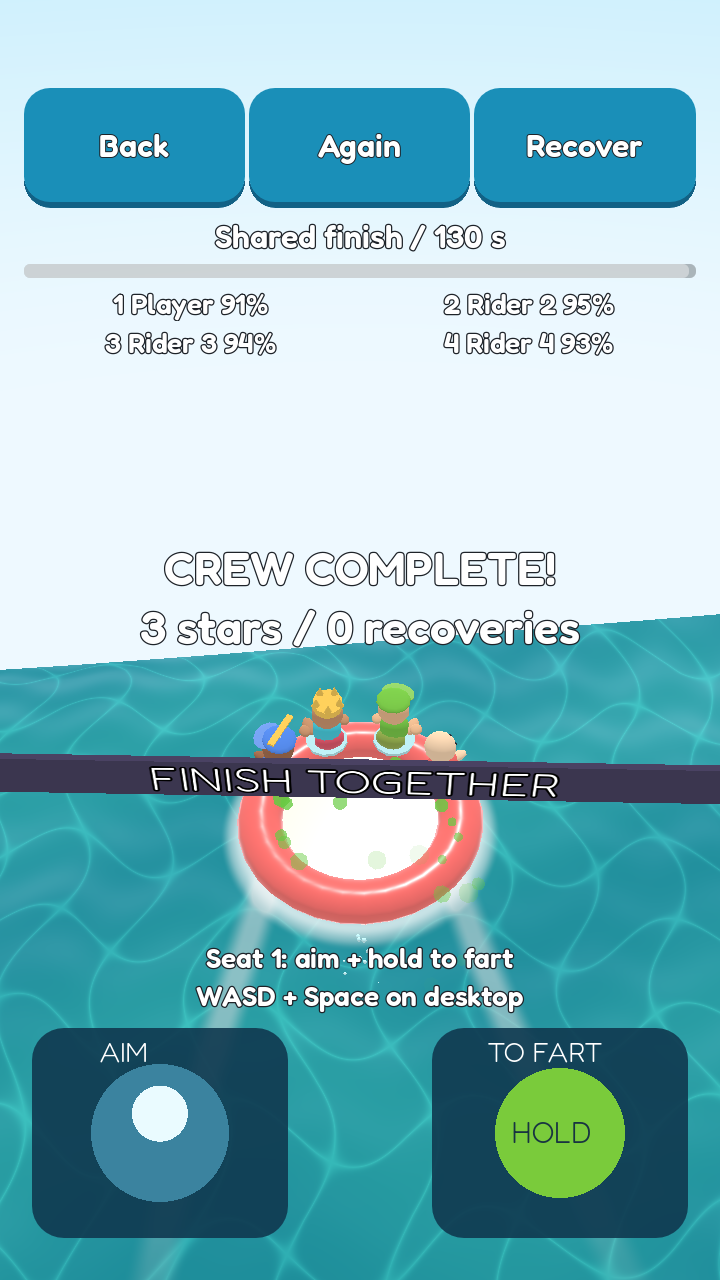 Back Again Recover
Shared finish / 130 s
1 Player 91% 2 Rider 2 95%
3 Rider 3 94% 4 Rider 4 93%
CREW COMPLETE!
3 stars / 0 recoveries
FINISH TOGETHER
Seat 1: aim + hold to fart
WASD + Space on desktop
AIM TO FART
HOLD